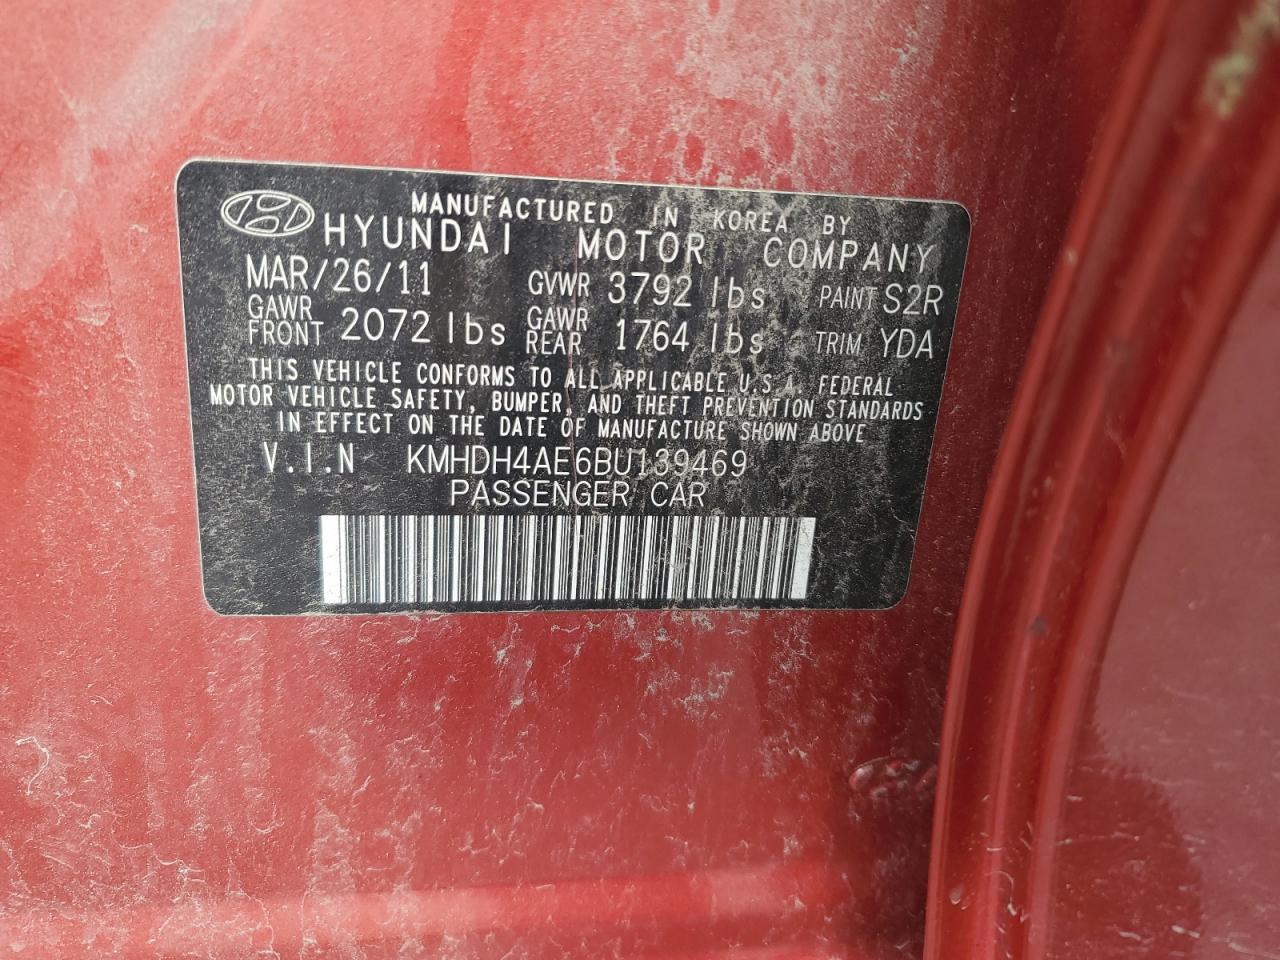 MANUFACTURED IN KOREA BY
HYUNDAI MOTOR COMPANY
MAR/26/11 GVWR 3792 lbs PAINT S2R
GAWR FRONT 2072 lbs GAWR REAR 1764 lbs TRIM YDA
THIS VEHICLE CONFORMS TO ALL APPLICABLE U.S.A. FEDERAL
MOTOR VEHICLE SAFETY, BUMPER, AND THEFT PREVENTION STANDARDS
IN EFFECT ON THE DATE OF MANUFACTURE SHOWN ABOVE
V.I.N KMHDH4AE6BU139469
PASSENGER CAR